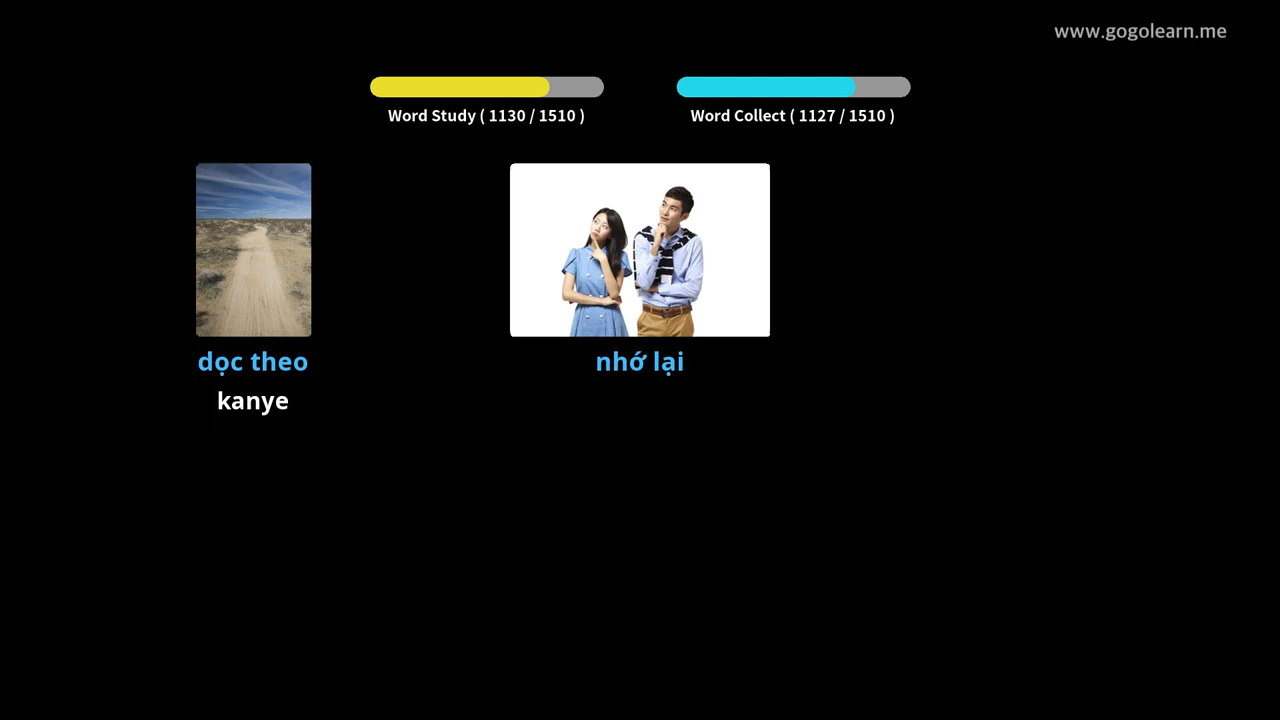 www.gogolearn.me
Word Study ( 1130 / 1510 )
Word Collect ( 1127 / 1510 )
dọc theo
kanye
nhớ lại